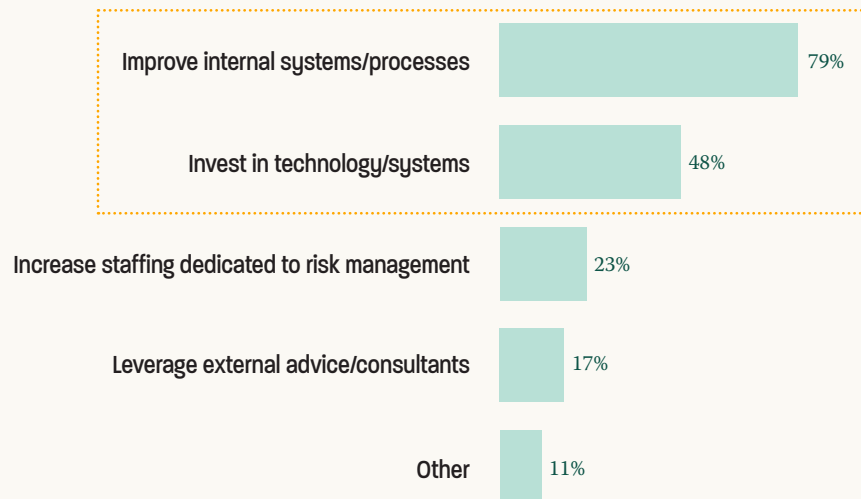 Improve internal systems/processes 79%
Invest in technology/systems 48%
Increase staffing dedicated to risk management 23%
Leverage external advice/consultants 17%
Other 11%